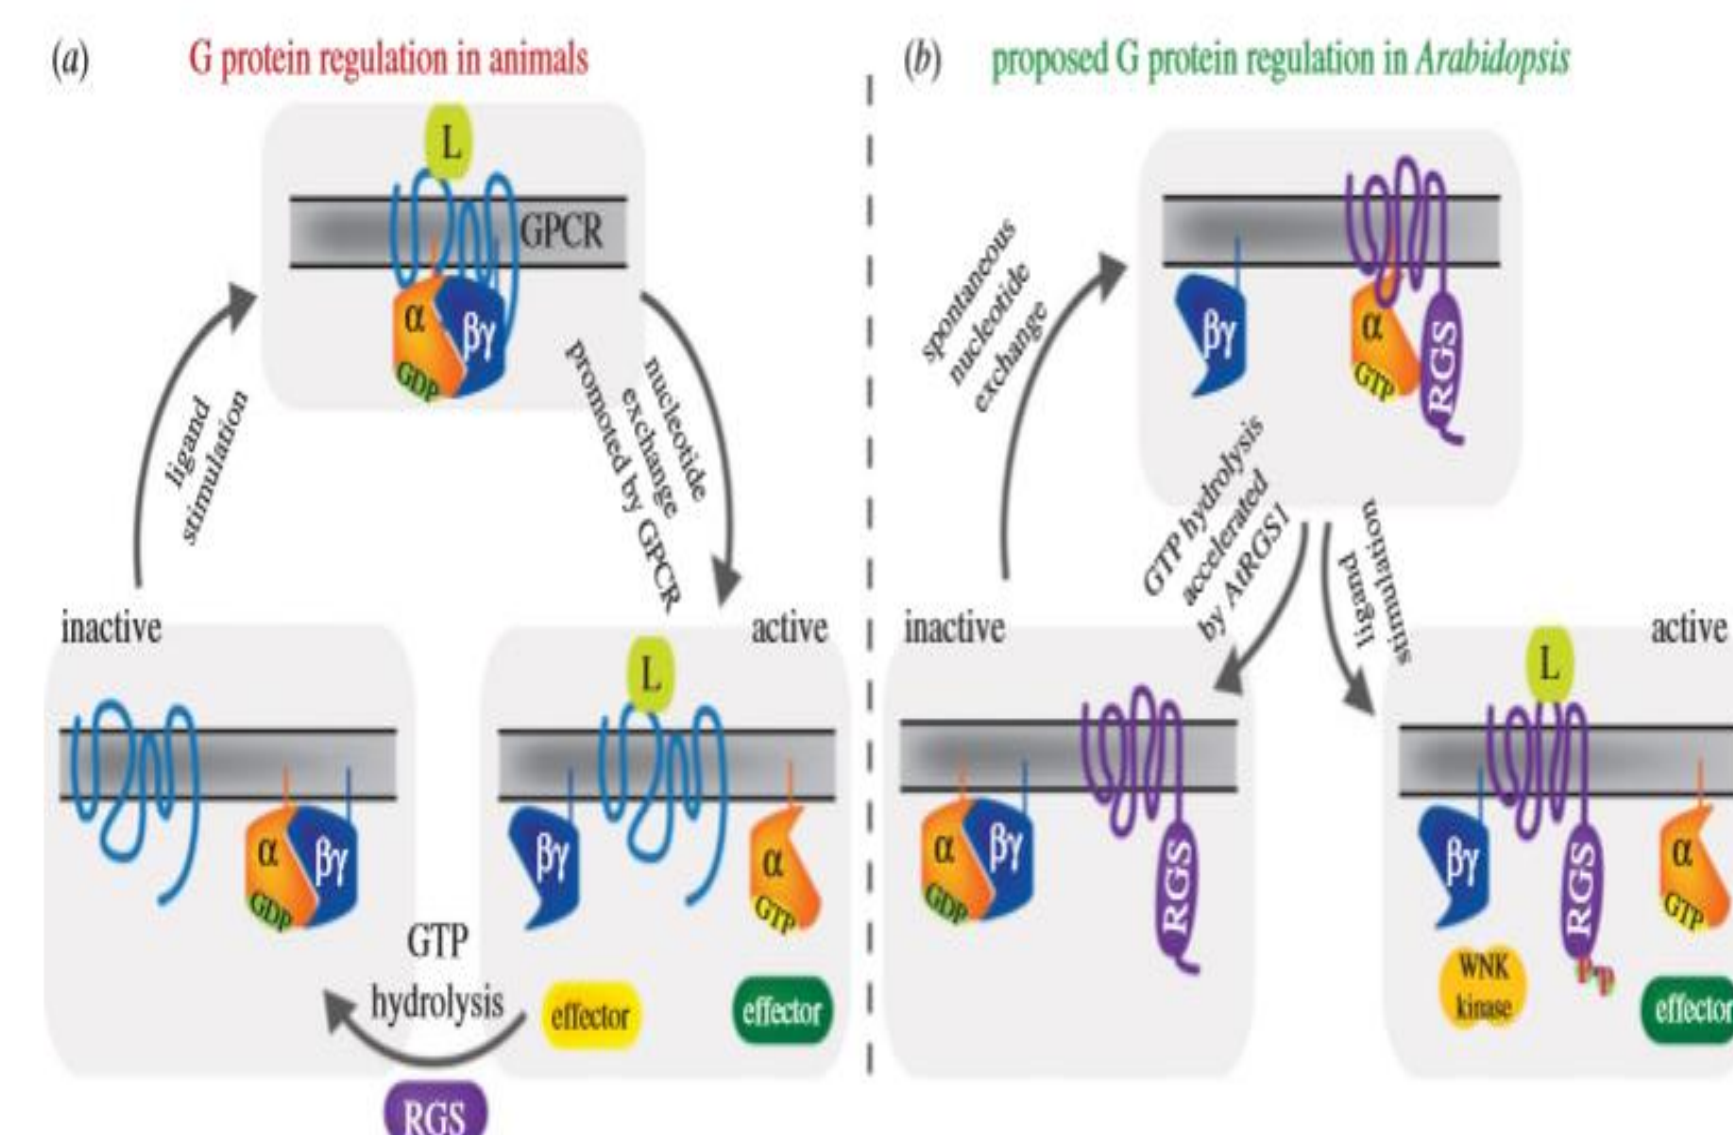 (a) G protein regulation in animals
L
GPCR
α
βγ
GDP
ligand
stimulation
nucleotide
exchange
promoted by GPCR
inactive
α
βγ
GDP
active
L
βγ
α
GTP
effector
effector
GTP
hydrolysis
RGS
(b) proposed G protein regulation in Arabidopsis
spontaneous
nucleotide
exchange
βγ
α
GTP
RGS
GTP hydrolysis
accelerated
by AtRGS1
ligand
stimulation
inactive
α
βγ
GDP
RGS
active
L
βγ
RGS
P
P
α
GTP
WNK
kinase
effector